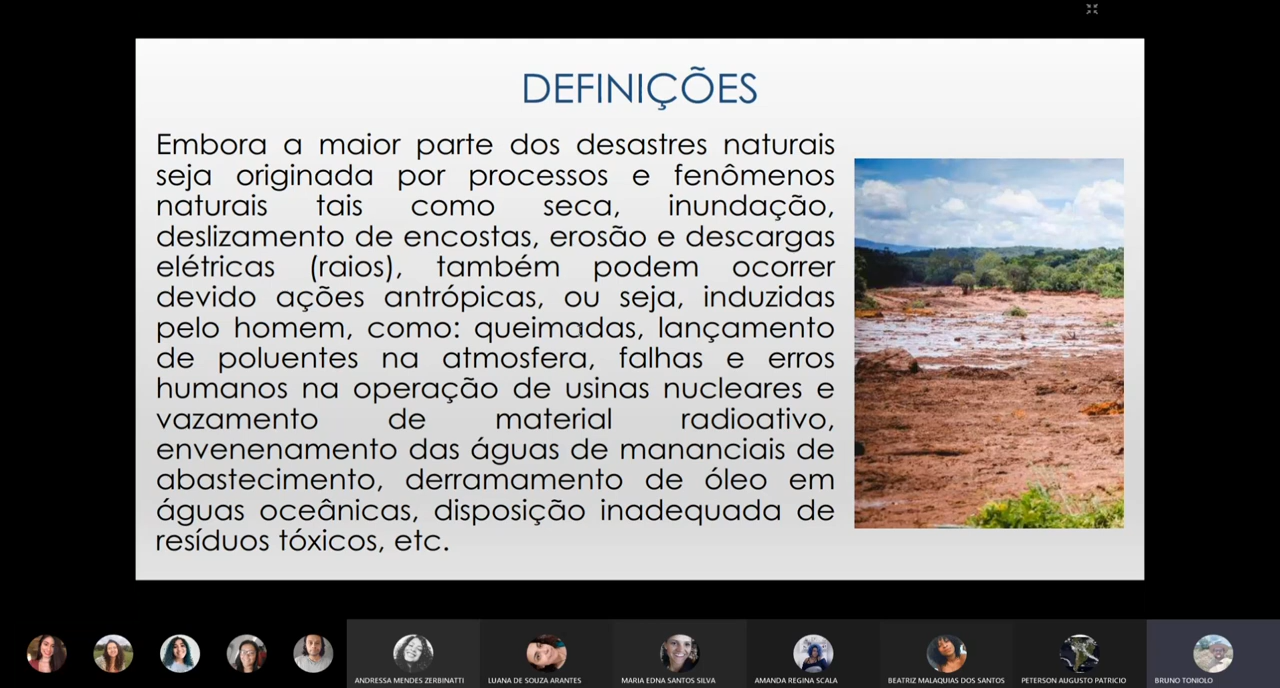 DEFINIÇÕES
Embora a maior parte dos desastres naturais
seja originada por processos e fenômenos
naturais tais como seca, inundação,
deslizamento de encostas, erosão e descargas
elétricas (raios), também podem ocorrer
devido ações antrópicas, ou seja, induzidas
pelo homem, como: queimadas, lançamento
de poluentes na atmosfera, falhas e erros
humanos na operação de usinas nucleares e
vazamento de material radioativo,
envenenamento das águas de mananciais de
abastecimento, derramamento de óleo em
águas oceânicas, disposição inadequada de
resíduos tóxicos, etc.
ANDRESSA MENDES ZERBINATTI
LUANA DE SOUZA ARANTES
MARIA EDNA SANTOS SILVA
AMANDA REGINA SCALA
BEATRIZ MALAQUIAS DOS SANTOS
PETERSON AUGUSTO PATRICIO
BRUNO TONIOLO